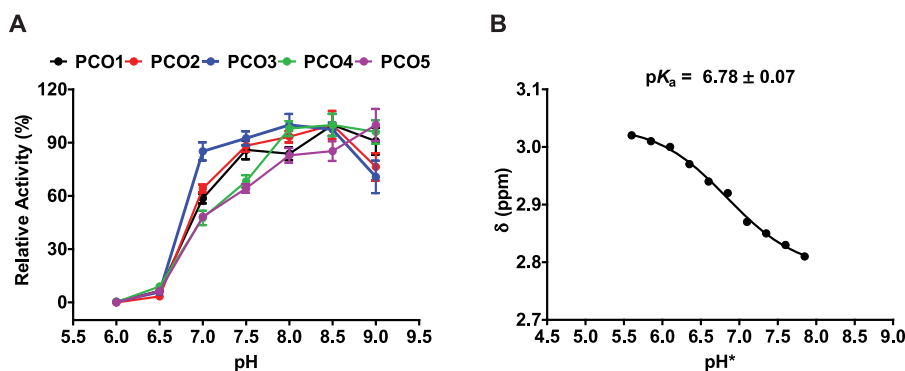 A
PCO1 PCO2 PCO3 PCO4 PCO5
Relative Activity (%)
120
90
60
30
0
5.5 6.0 6.5 7.0 7.5 8.0 8.5 9.0 9.5
pH
B
pKa = 6.78 ± 0.07
δ (ppm)
3.1
3.0
2.9
2.8
2.7
4.5 5.0 5.5 6.0 6.5 7.0 7.5 8.0 8.5
pH*